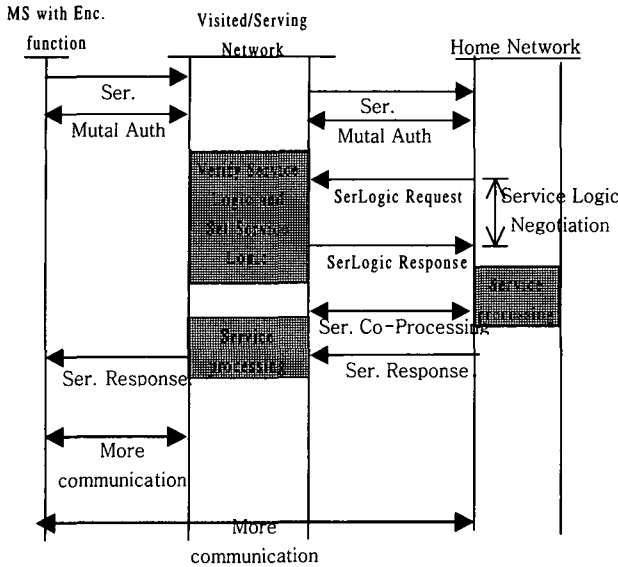 MS with Enc.
function
Visited/Serving
Network
Home Network
Ser.
Ser.
Mutal Auth
Mutal Auth
Verify Service
Logic and
Set Service
Logic
SerLogic Request
Service Logic
Negotiation
SerLogic Response
Service
processing
Ser. Co-Processing
Service
processing
Ser. Response
Ser. Response
More
communication
More
communication